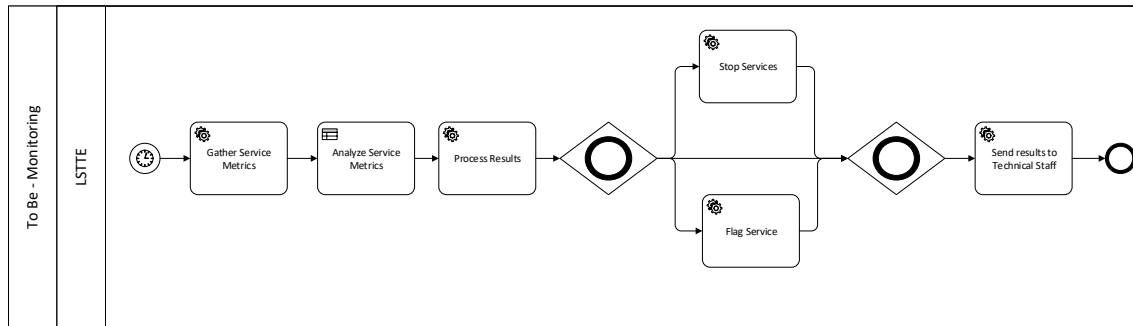 To Be - Monitoring
LSTTE
Gather Service
Metrics
Analyze Service
Metrics
Process Results
Stop Services
Flag Service
Send results to
Technical Staff